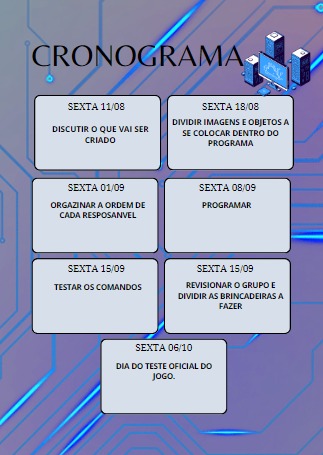 CRONOGRAMA
SEXTA 11/08
DISCUTIR O QUE VAI SER
CRIADO
SEXTA 18/08
DIVIDIR IMAGENS E OBJETOS A
SE COLOCAR DENTRO DO
PROGRAMA
SEXTA 01/09
ORGAZINAR A ORDEM DE
CADA RESPOSANVEL
SEXTA 08/09
PROGRAMAR
SEXTA 15/09
TESTAR OS COMANDOS
SEXTA 15/09
REVISIONAR O GRUPO E
DIVIDIR AS BRINCADEIRAS A
FAZER
SEXTA 06/10
DIA DO TESTE OFICIAL DO
JOGO.